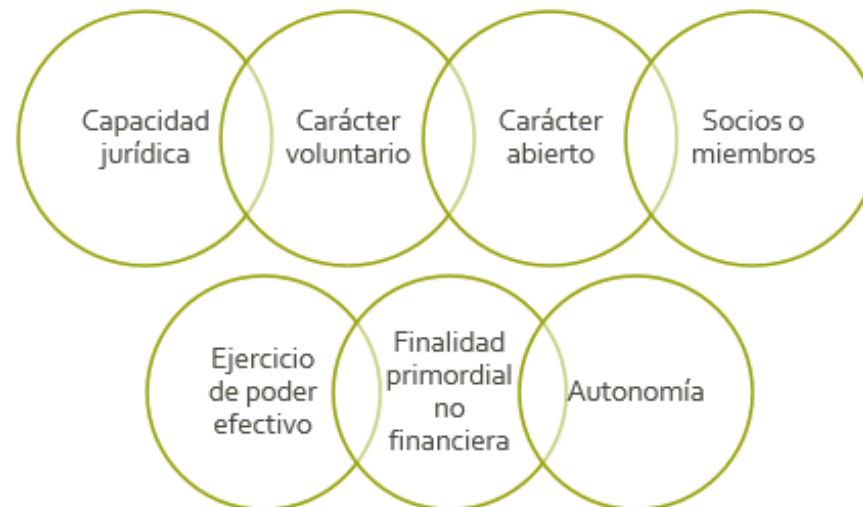 Capacidad
jurídica
Carácter
voluntario
Carácter
abierto
Socios o
miembros
Ejercicio
de poder
efectivo
Finalidad
primordial
no
financiera
Autonomía